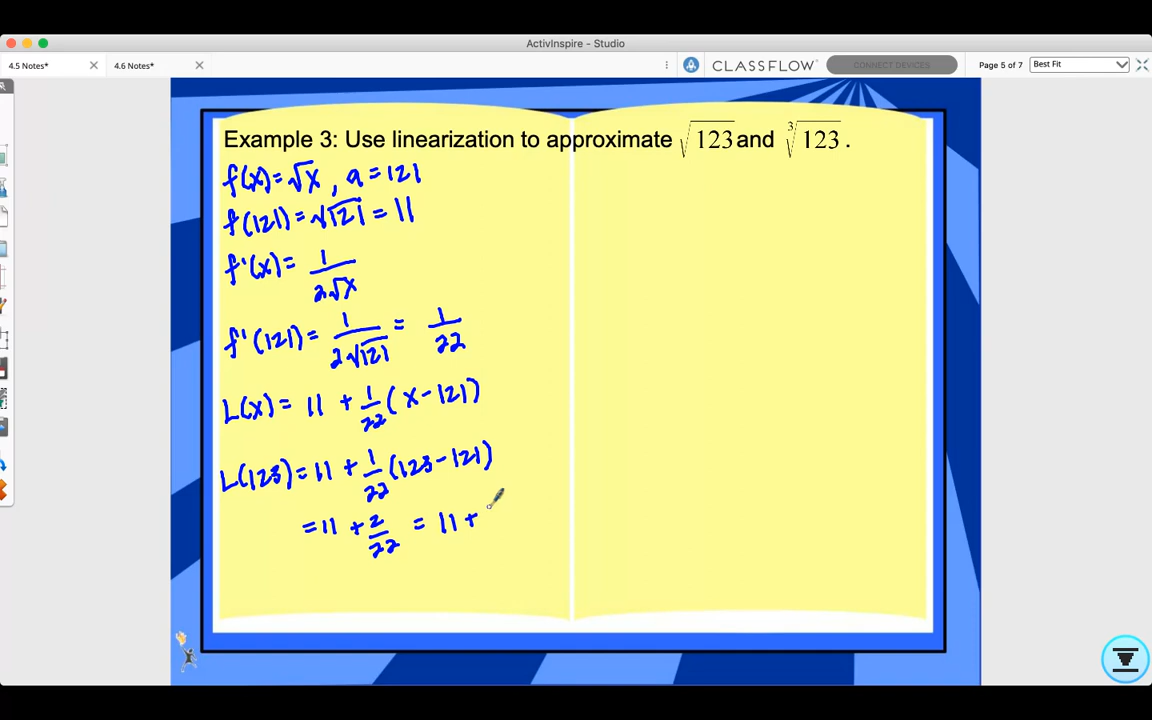 ActivInspire - Studio
4.5 Notes*
4.6 Notes*
CLASSFLOW
CONNECT DEVICES
Page 5 of 7
Best Fit
Example 3: Use linearization to approximate √123 and ∛123 .
f(x) = √x , a = 121
f(121) = √121 = 11
f'(x) = 1/(2√x)
f'(121) = 1/(2√121) = 1/22
L(x) = 11 + 1/22 (x - 121)
L(123) = 11 + 1/22 (123 - 121)
= 11 + 2/22 = 11 +